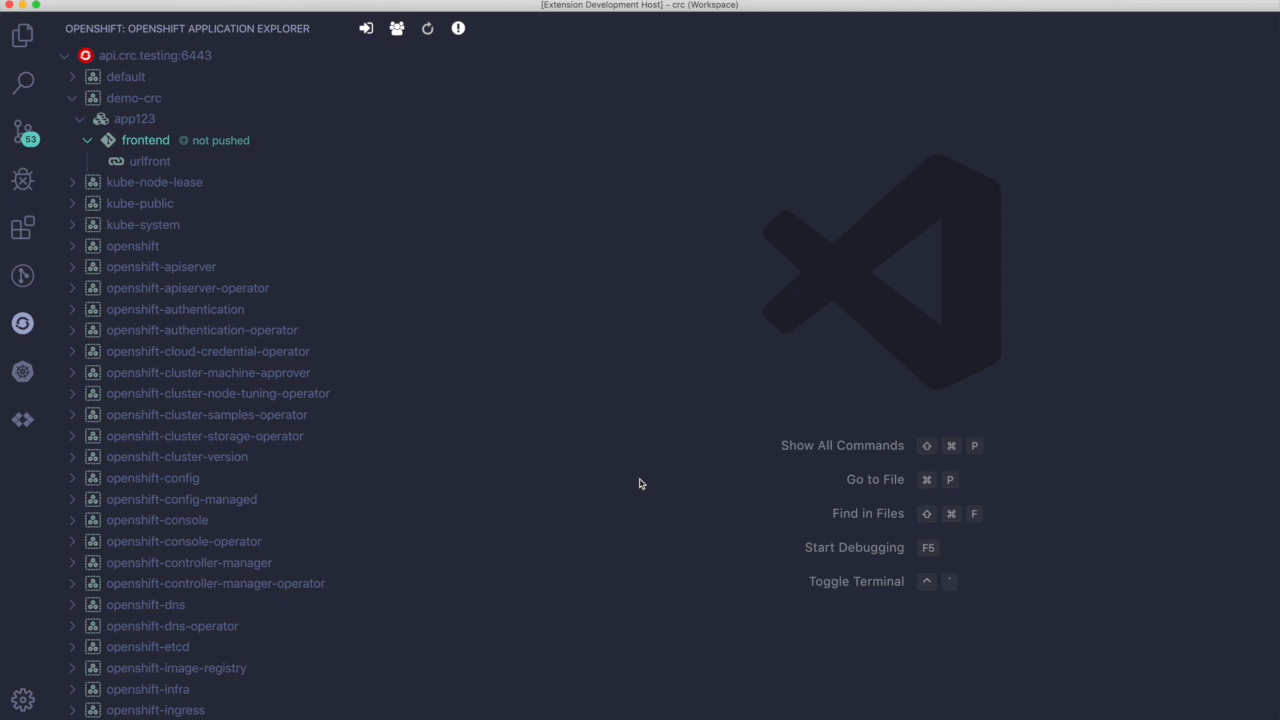 [Extension Development Host] - crc (Workspace)
OPENSHIFT: OPENSHIFT APPLICATION EXPLORER
api.crc.testing:6443
default
demo-crc
app123
frontend not pushed
urlfront
kube-node-lease
kube-public
kube-system
openshift
openshift-apiserver
openshift-apiserver-operator
openshift-authentication
openshift-authentication-operator
openshift-cloud-credential-operator
openshift-cluster-machine-approver
openshift-cluster-node-tuning-operator
openshift-cluster-samples-operator
openshift-cluster-storage-operator
openshift-cluster-version
openshift-config
openshift-config-managed
openshift-console
openshift-console-operator
openshift-controller-manager
openshift-controller-manager-operator
openshift-dns
openshift-dns-operator
openshift-etcd
openshift-image-registry
openshift-infra
openshift-ingress
53
Show All Commands ⇧ ⌘ P
Go to File ⌘ P
Find in Files ⇧ ⌘ F
Start Debugging F5
Toggle Terminal ^ `